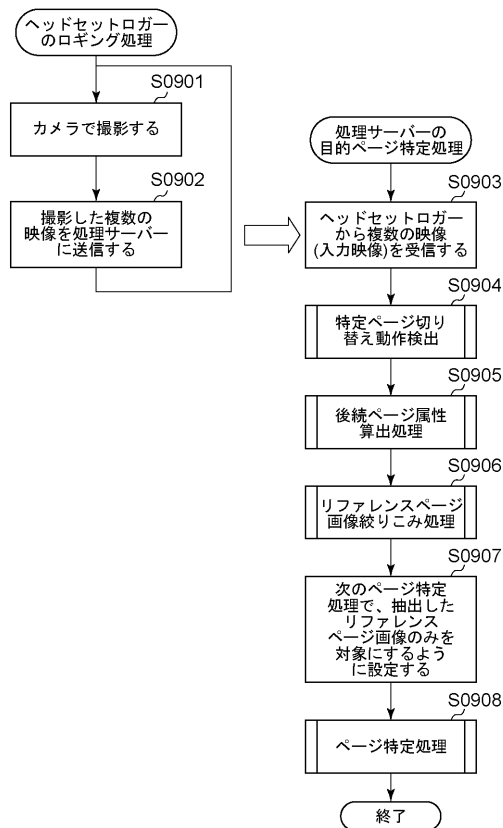 ヘッドセットロガー
のロギング処理
S0901
カメラで撮影する
S0902
撮影した複数の
映像を処理サーバー
に送信する
処理サーバーの
目的ページ特定処理
S0903
ヘッドセットロガー
から複数の映像
(入力映像)を受信する
S0904
特定ページ切り
替え動作検出
S0905
後続ページ属性
算出処理
S0906
リファレンスページ
画像絞りこみ処理
S0907
次のページ特定
処理で、抽出した
リファレンス
ページ画像のみを
対象にするよう
に設定する
S0908
ページ特定処理
終了